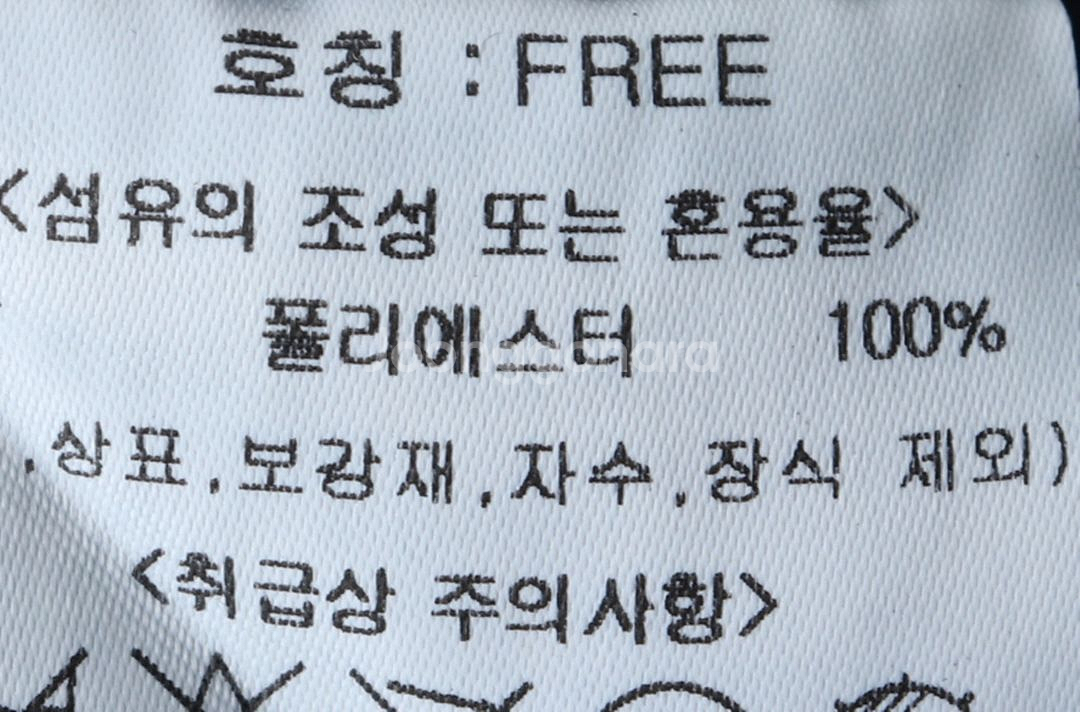 호칭 : FREE
<섬유의 조성 또는 혼용율>
폴리에스터 100%
,상표,보강재,자수,장식 제외)
<취급상 주의사항>